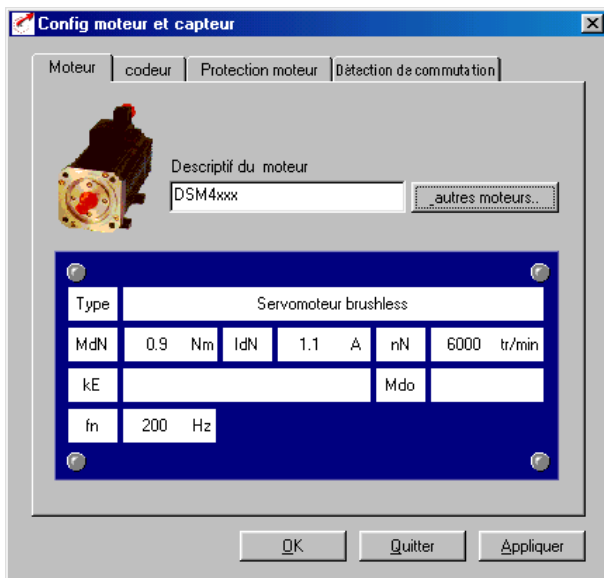 Config moteur et capteur
Moteur codeur Protection moteur Détection de commutation
Descriptif du moteur
DSM4xxx _autres moteurs..
Type Servomoteur brushless
MdN 0.9 Nm IdN 1.1 A nN 6000 tr/min
kE Mdo
fn 200 Hz
OK Quitter Appliquer